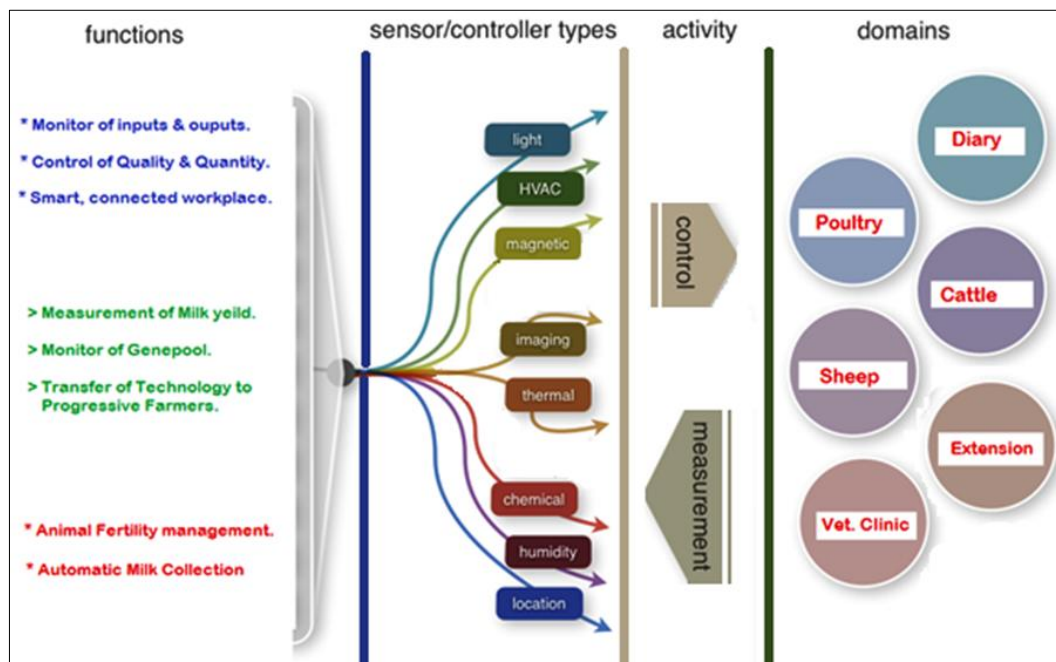 functions
sensor/controller types
activity
domains
* Monitor of inputs & ouputs.
* Control of Quality & Quantity.
* Smart, connected workplace.
> Measurement of Milk yeild.
> Monitor of Genepool.
> Transfer of Technology to
Progressive Farmers.
* Animal Fertility management.
* Automatic Milk Collection
light
HVAC
magnetic
imaging
thermal
chemical
humidity
location
control
measurement
Diary
Poultry
Cattle
Sheep
Extension
Vet. Clinic